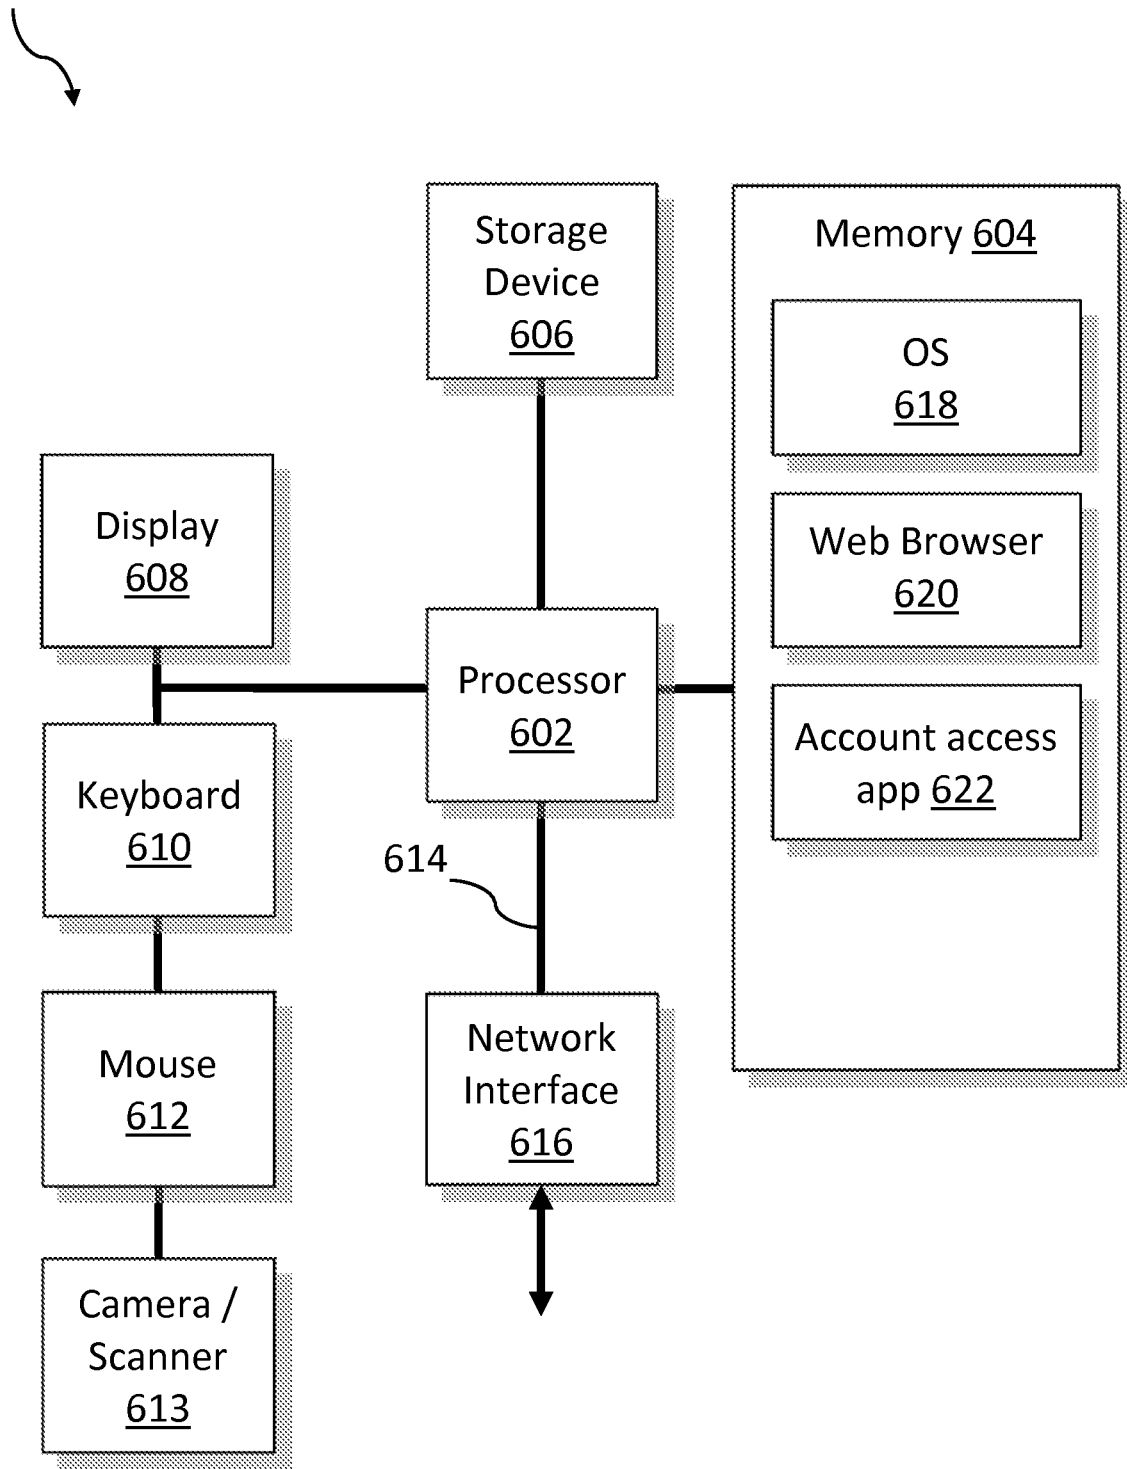 Storage
Device
606
Memory 604
OS
618
Web Browser
620
Account access
app 622
Display
608
Processor
602
Keyboard
610
614
Mouse
612
Network
Interface
616
Camera /
Scanner
613